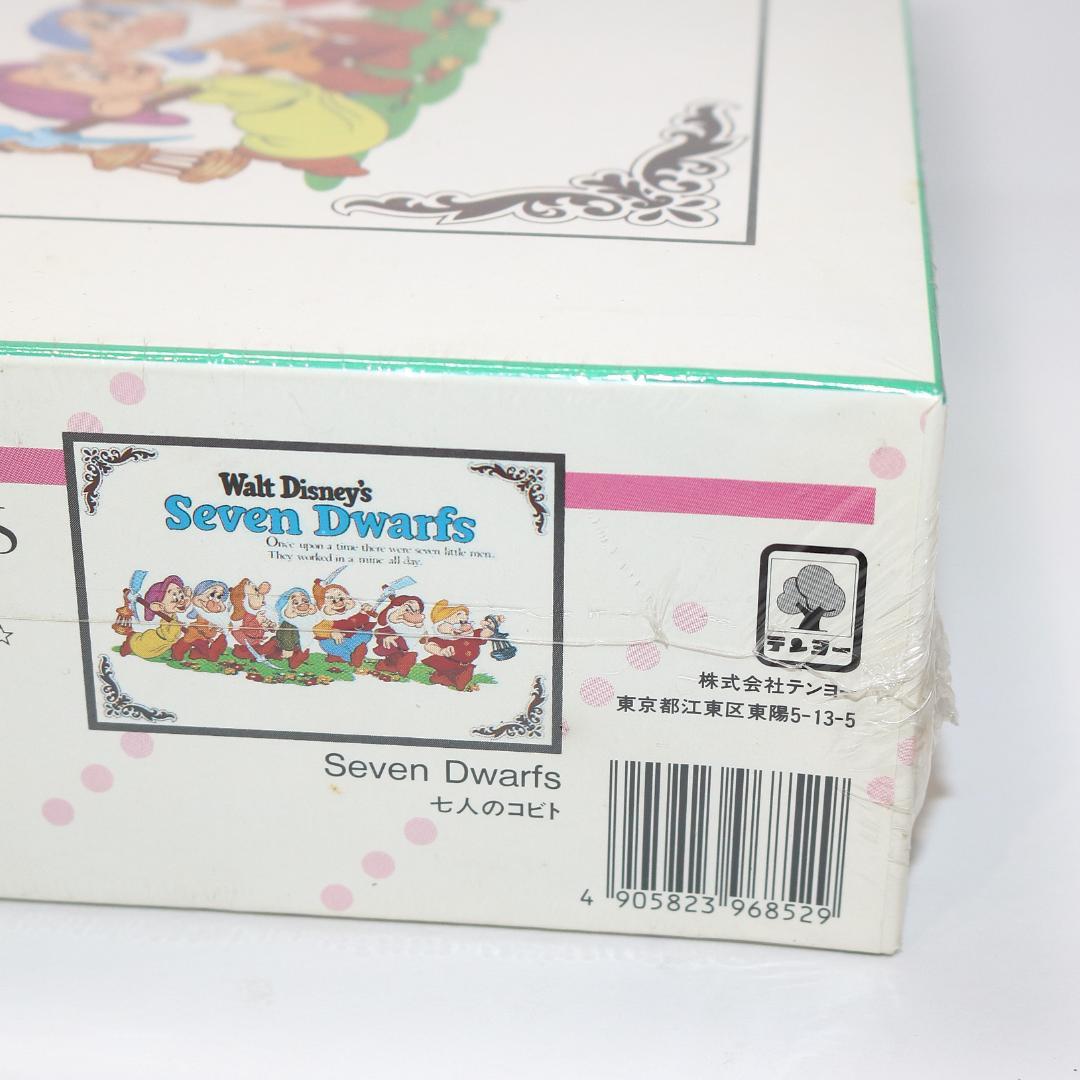 S
☆
Walt Disney's
Seven Dwarfs
Once upon a time there were seven little men.
They worked in a mine all day.
テンヨー
株式会社テンヨー
東京都江東区東陽5-13-5
Seven Dwarfs
七人のコビト
4 905823 968529